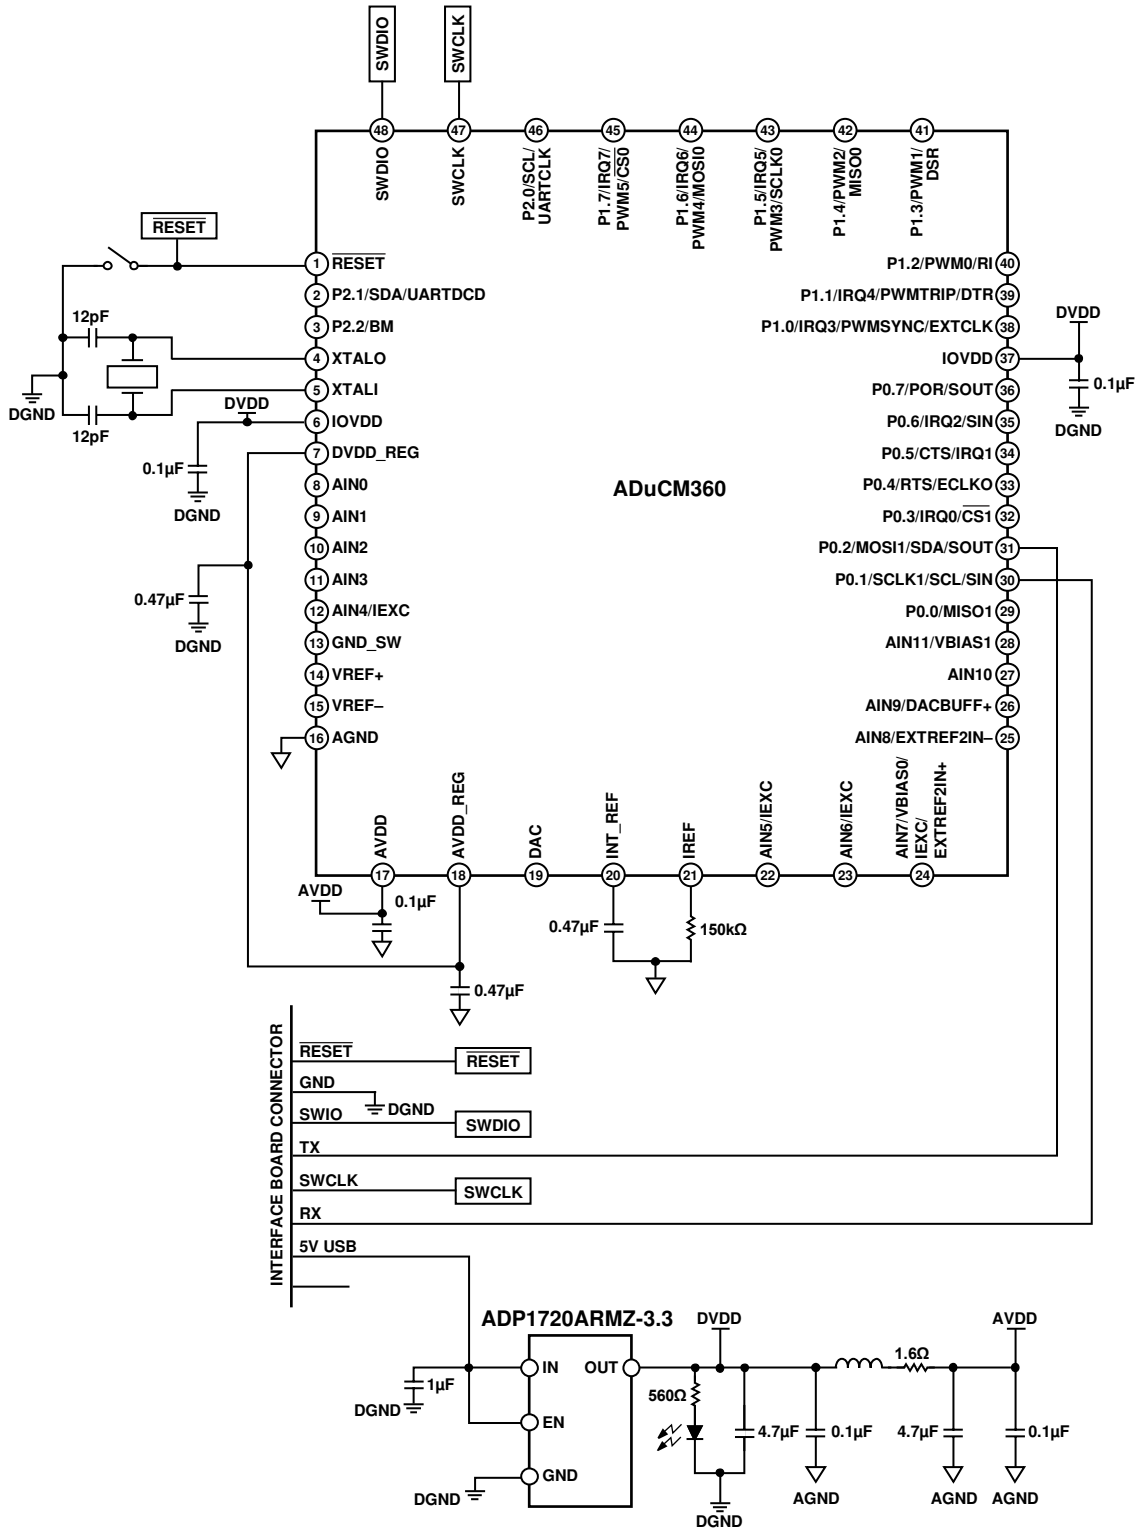 SWDIO
SWCLK
48
47
46
45
44
43
42
41
SWDIO
SWCLK
P2.0/SCL/
UARTCLK
P1.7/IRQ7/
PWM5/CS0
P1.6/IRQ6/
PWM4/MOSI0
P1.5/IRQ5/
PWM3/SCLK0
P1.4/PWM2/
MISO0
P1.3/PWM1/
DSR
RESET
1 RESET
2 P2.1/SDA/UARTDCD
3 P2.2/BM
4 XTALO
5 XTALI
6 IOVDD
7 DVDD_REG
8 AIN0
9 AIN1
10 AIN2
11 AIN3
12 AIN4/IEXC
13 GND_SW
14 VREF+
15 VREF–
16 AGND
12pF
12pF
DGND
DVDD
0.1µF
DGND
0.47µF
DGND
ADuCM360
P1.2/PWM0/RI 40
P1.1/IRQ4/PWMTRIP/DTR 39
P1.0/IRQ3/PWMSYNC/EXTCLK 38
IOVDD 37
P0.7/POR/SOUT 36
P0.6/IRQ2/SIN 35
P0.5/CTS/IRQ1 34
P0.4/RTS/ECLKO 33
P0.3/IRQ0/CS1 32
P0.2/MOSI1/SDA/SOUT 31
P0.1/SCLK1/SCL/SIN 30
P0.0/MISO1 29
AIN11/VBIAS1 28
AIN10 27
AIN9/DACBUFF+ 26
AIN8/EXTREF2IN– 25
DVDD
0.1µF
DGND
AVDD
AVDD_REG
DAC
INT_REF
IREF
AIN5/IEXC
AIN6/IEXC
AIN7/VBIAS0/
IEXC/
EXTREF2IN+
17
18
19
20
21
22
23
24
AVDD
0.1µF
0.47µF
150kΩ
0.47µF
INTERFACE BOARD CONNECTOR
RESET
RESET
GND
DGND
SWIO
SWDIO
TX
SWCLK
SWCLK
RX
5V USB
ADP1720ARMZ-3.3
IN
OUT
EN
GND
1µF
DGND
DGND
DVDD
560Ω
4.7µF
DGND
0.1µF
AGND
1.6Ω
4.7µF
AGND
AVDD
0.1µF
AGND